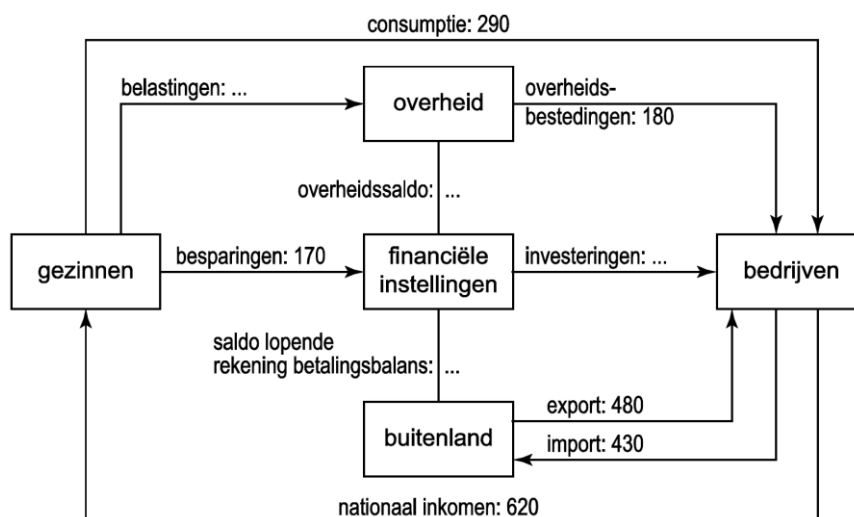 consumptie: 290
belastingen: ...
overheid
overheids-
bestedingen: 180
overheidssaldo: ...
gezinnen
besparingen: 170
financiële
instellingen
investeringen: ...
bedrijven
saldo lopende
rekening betalingsbalans: ...
buitenland
export: 480
import: 430
nationaal inkomen: 620